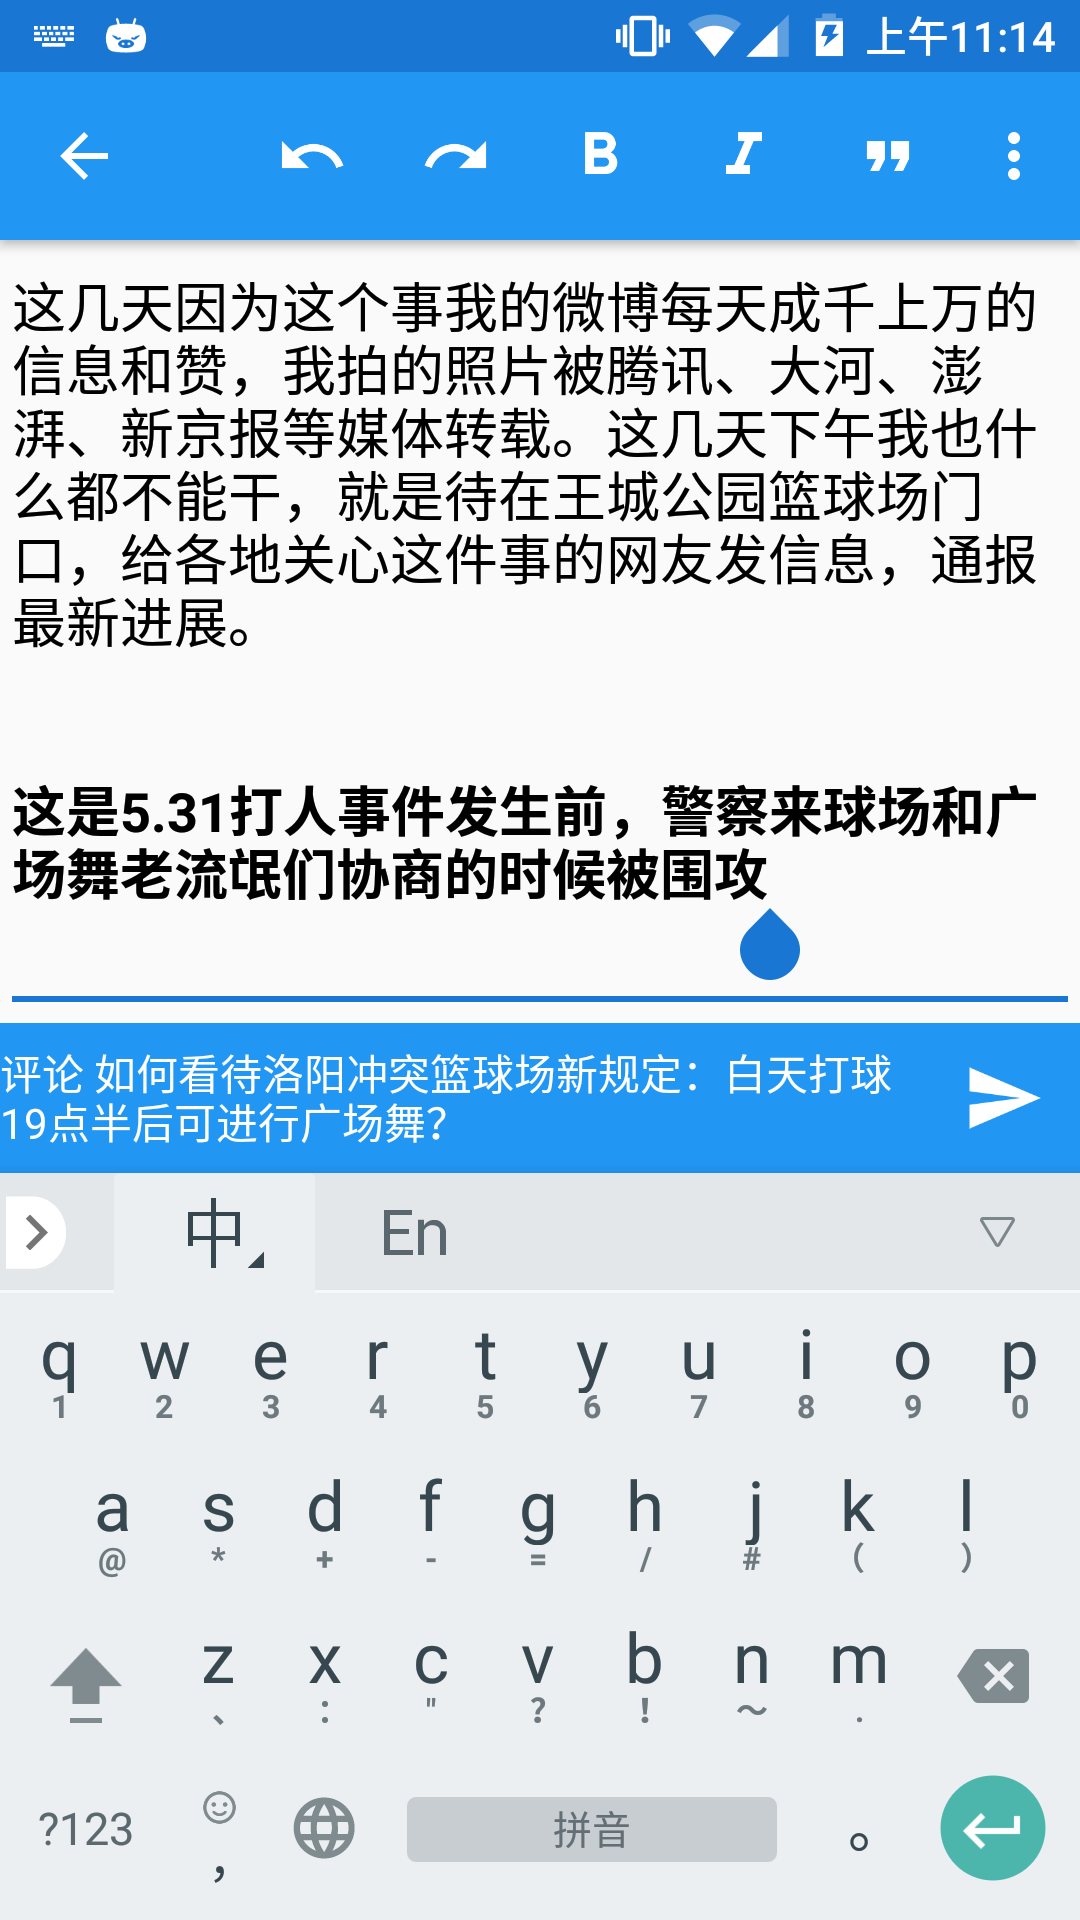 上午11:14
B I
这几天因为这个事我的微博每天成千上万的
信息和赞，我拍的照片被腾讯、大河、澎
湃、新京报等媒体转载。这几天下午我也什
么都不能干，就是待在王城公园篮球场门
口，给各地关心这件事的网友发信息，通报
最新进展。
这是5.31打人事件发生前，警察来球场和广
场舞老流氓们协商的时候被围攻
评论 如何看待洛阳冲突篮球场新规定：白天打球
19点半后可进行广场舞？
中 En
q w e r t y u i o p
1 2 3 4 5 6 7 8 9 0
a s d f g h j k l
@ * + - = / # ( )
z x c v b n m
、 : " ? ! ～ .
?123 ， 拼音 。